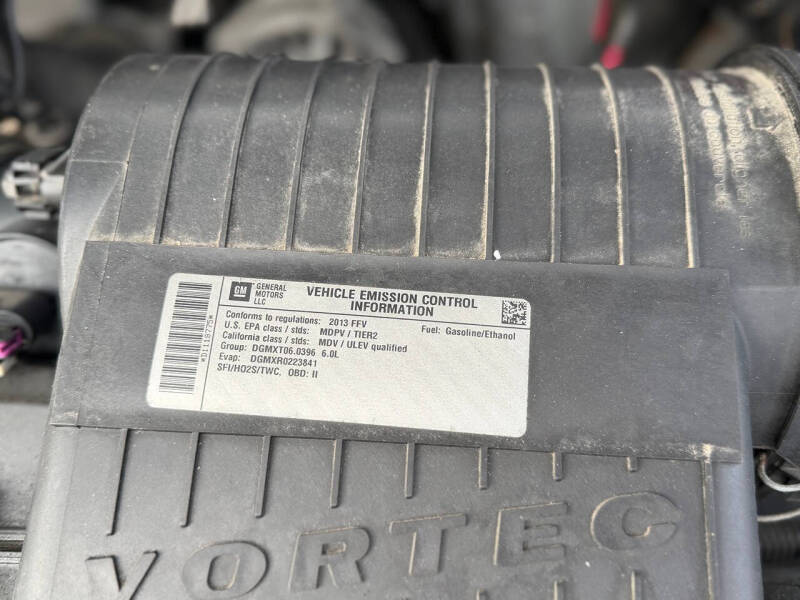 GM GENERAL
MOTORS
LLC
VEHICLE EMISSION CONTROL
INFORMATION
Conforms to regulations: 2013 FFV
Fuel: Gasoline/Ethanol
U.S. EPA class / stds: MDPV / TIER2
California class / stds: MDV / ULEV qualified
Group: DGMXT06.0396 6.0L
Evap: DGMXR0223841
SFI/HO2S/TWC, OBD: II
VORTEC